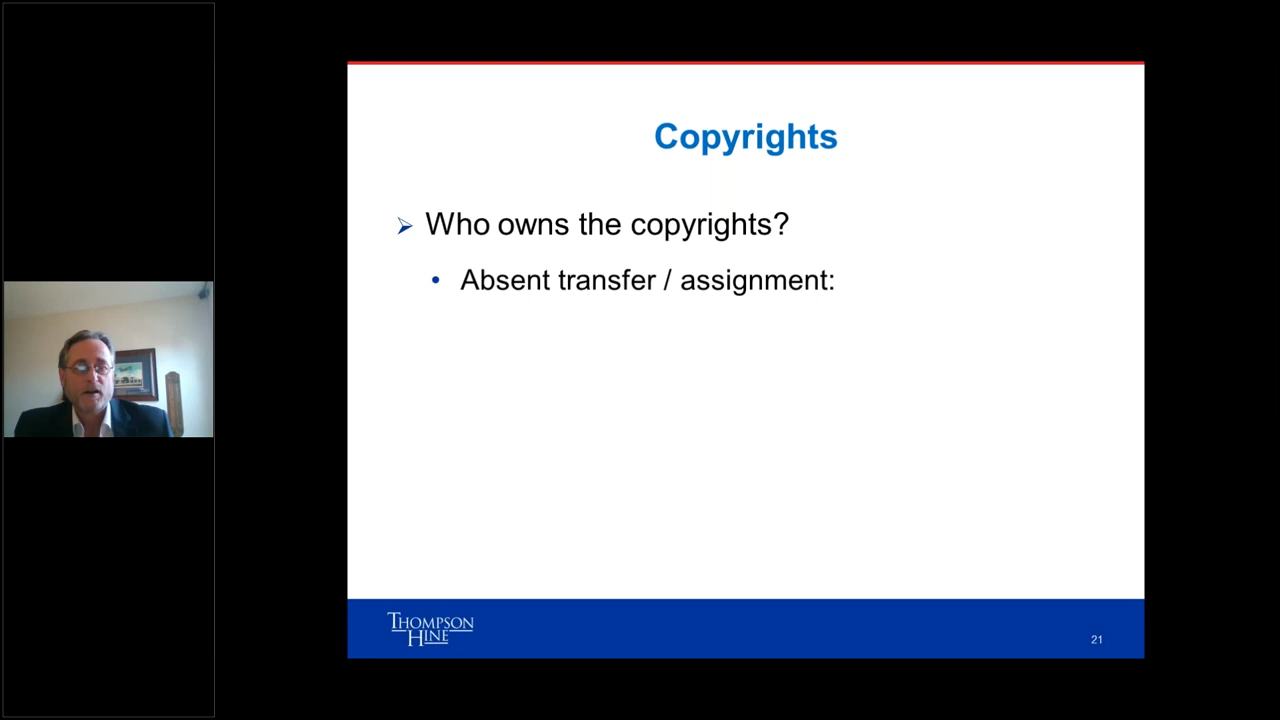 Copyrights
➢ Who owns the copyrights?
• Absent transfer / assignment:
THOMPSON
HINE
21